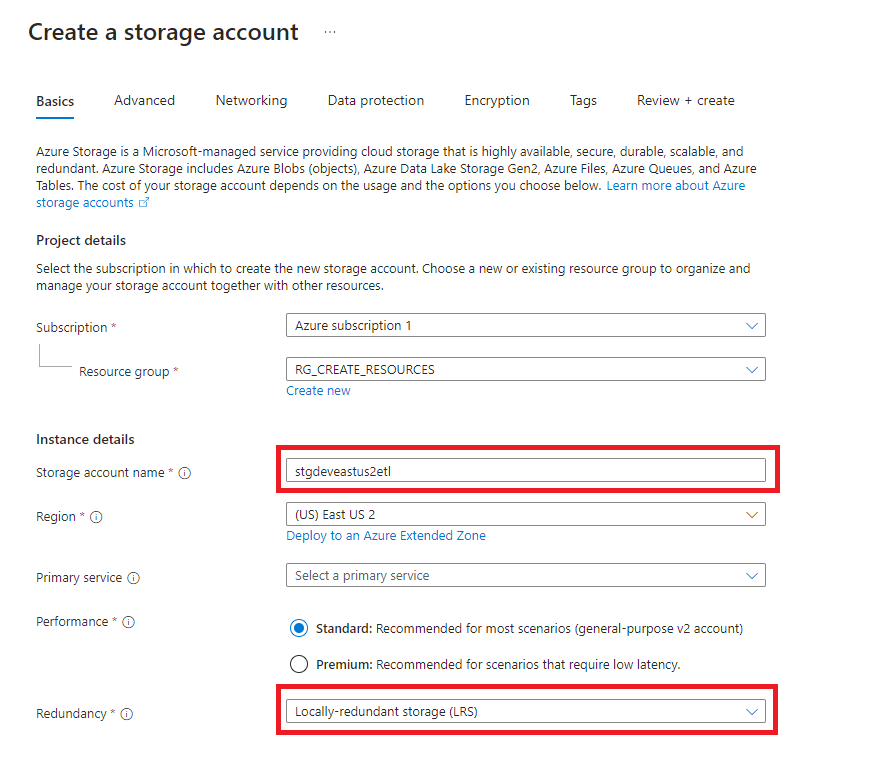 Create a storage account ...
Basics Advanced Networking Data protection Encryption Tags Review + create
Azure Storage is a Microsoft-managed service providing cloud storage that is highly available, secure, durable, scalable, and
redundant. Azure Storage includes Azure Blobs (objects), Azure Data Lake Storage Gen2, Azure Files, Azure Queues, and Azure
Tables. The cost of your storage account depends on the usage and the options you choose below. Learn more about Azure
storage accounts
Project details
Select the subscription in which to create the new storage account. Choose a new or existing resource group to organize and
manage your storage account together with other resources.
Subscription * Azure subscription 1
Resource group * RG_CREATE_RESOURCES
Create new
Instance details
Storage account name * stgdeveastus2etl
Region * (US) East US 2
Deploy to an Azure Extended Zone
Primary service Select a primary service
Performance * Standard: Recommended for most scenarios (general-purpose v2 account)
Premium: Recommended for scenarios that require low latency.
Redundancy * Locally-redundant storage (LRS)